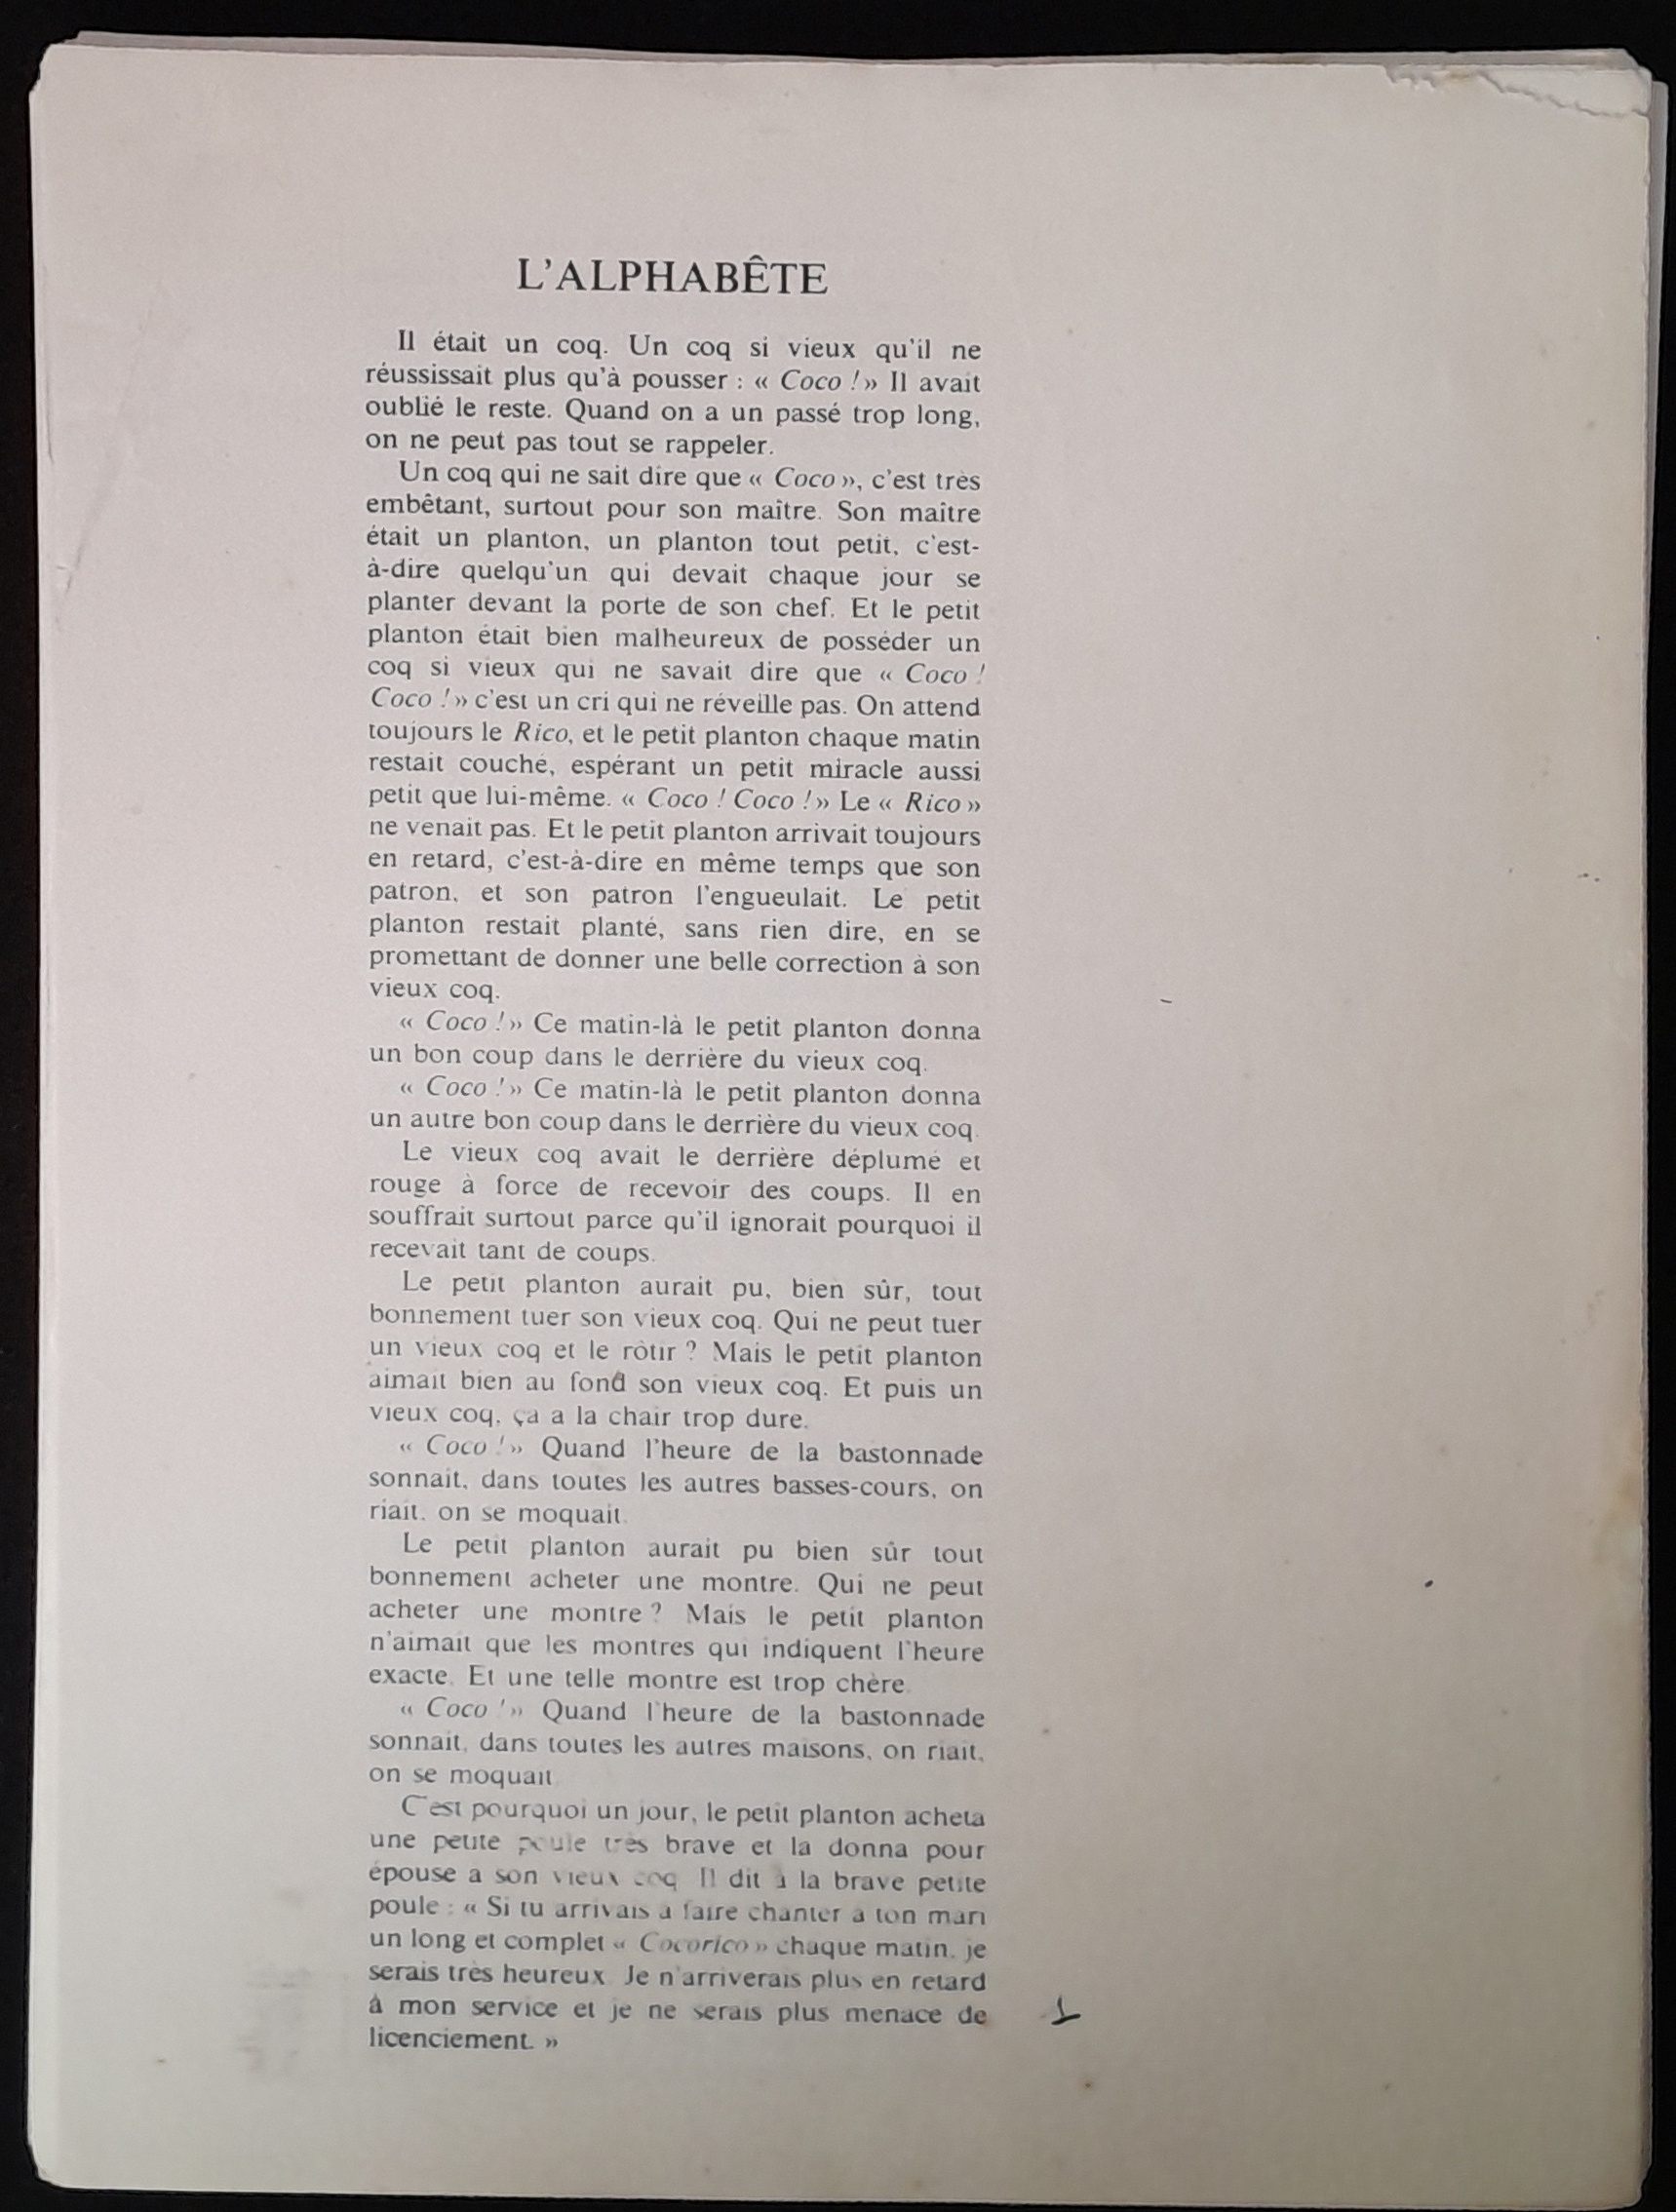 L'ALPHABÊTE
Il était un coq. Un coq si vieux qu'il ne
réussissait plus qu'à pousser : « Coco ! » Il avait
oublié le reste. Quand on a un passé trop long,
on ne peut pas tout se rappeler.
Un coq qui ne sait dire que « Coco », c'est très
embêtant, surtout pour son maître. Son maître
était un planton, un planton tout petit, c'est-
à-dire quelqu'un qui devait chaque jour se
planter devant la porte de son chef. Et le petit
planton était bien malheureux de posséder un
coq si vieux qui ne savait dire que « Coco !
Coco ! » c'est un cri qui ne réveille pas. On attend
toujours le Rico, et le petit planton chaque matin
restait couché, espérant un petit miracle aussi
petit que lui-même. « Coco ! Coco ! » Le « Rico »
ne venait pas. Et le petit planton arrivait toujours
en retard, c'est-à-dire en même temps que son
patron, et son patron l'engueulait. Le petit
planton restait planté, sans rien dire, en se
promettant de donner une belle correction à son
vieux coq.
« Coco ! » Ce matin-là le petit planton donna
un bon coup dans le derrière du vieux coq.
« Coco ! » Ce matin-là le petit planton donna
un autre bon coup dans le derrière du vieux coq.
Le vieux coq avait le derrière déplumé et
rouge à force de recevoir des coups. Il en
souffrait surtout parce qu'il ignorait pourquoi il
recevait tant de coups.
Le petit planton aurait pu, bien sûr, tout
bonnement tuer son vieux coq. Qui ne peut tuer
un vieux coq et le rôtir ? Mais le petit planton
aimait bien au fond son vieux coq. Et puis un
vieux coq, ça a la chair trop dure.
« Coco ! » Quand l'heure de la bastonnade
sonnait, dans toutes les autres basses-cours, on
riait, on se moquait.
Le petit planton aurait pu bien sûr tout
bonnement acheter une montre. Qui ne peut
acheter une montre ? Mais le petit planton
n'aimait que les montres qui indiquent l'heure
exacte. Et une telle montre est trop chère.
« Coco ! » Quand l'heure de la bastonnade
sonnait, dans toutes les autres maisons, on riait,
on se moquait.
C'est pourquoi un jour, le petit planton acheta
une petite poule très brave et la donna pour
épouse à son vieux coq. Il dit à la brave petite
poule : « Si tu arrivais à faire chanter à ton mari
un long et complet « Cocorico » chaque matin, je
serais très heureux. Je n'arriverais plus en retard
à mon service et je ne serais plus menacé de
licenciement. »
1